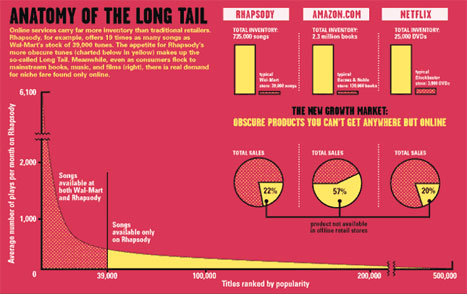 ANATOMY OF THE LONG TAIL
Online services carry far more inventory than traditional retailers.
Rhapsody, for example, offers 19 times as many songs as
Wal-Mart's stock of 39,000 tunes. The appetite for Rhapsody's
more obscure tunes (charted below in yellow) makes up the
so-called Long Tail. Meanwhile, even as consumers flock to
mainstream books, music, and films (right), there is real demand
for niche fare found only online.
RHAPSODY
TOTAL INVENTORY:
735,000 songs
typical
Wal-Mart
store: 39,000
songs
AMAZON.COM
TOTAL INVENTORY:
2.3 million books
typical
Barnes & Noble
store: 130,000
books
NETFLIX
TOTAL INVENTORY:
25,000 DVDs
typical
Blockbuster
store: 3,000 DVDs
THE NEW GROWTH MARKET:
OBSCURE PRODUCTS YOU CAN'T GET ANYWHERE BUT ONLINE
TOTAL SALES
22%
TOTAL SALES
57%
TOTAL SALES
20%
product not available
in offline retail stores
Average number of plays per month on Rhapsody
6,100
2,000
1,000
0
Songs
available at
both Wal-Mart
and Rhapsody
Songs
available only
on Rhapsody
39,000
100,000
200,000
500,000
Titles ranked by popularity